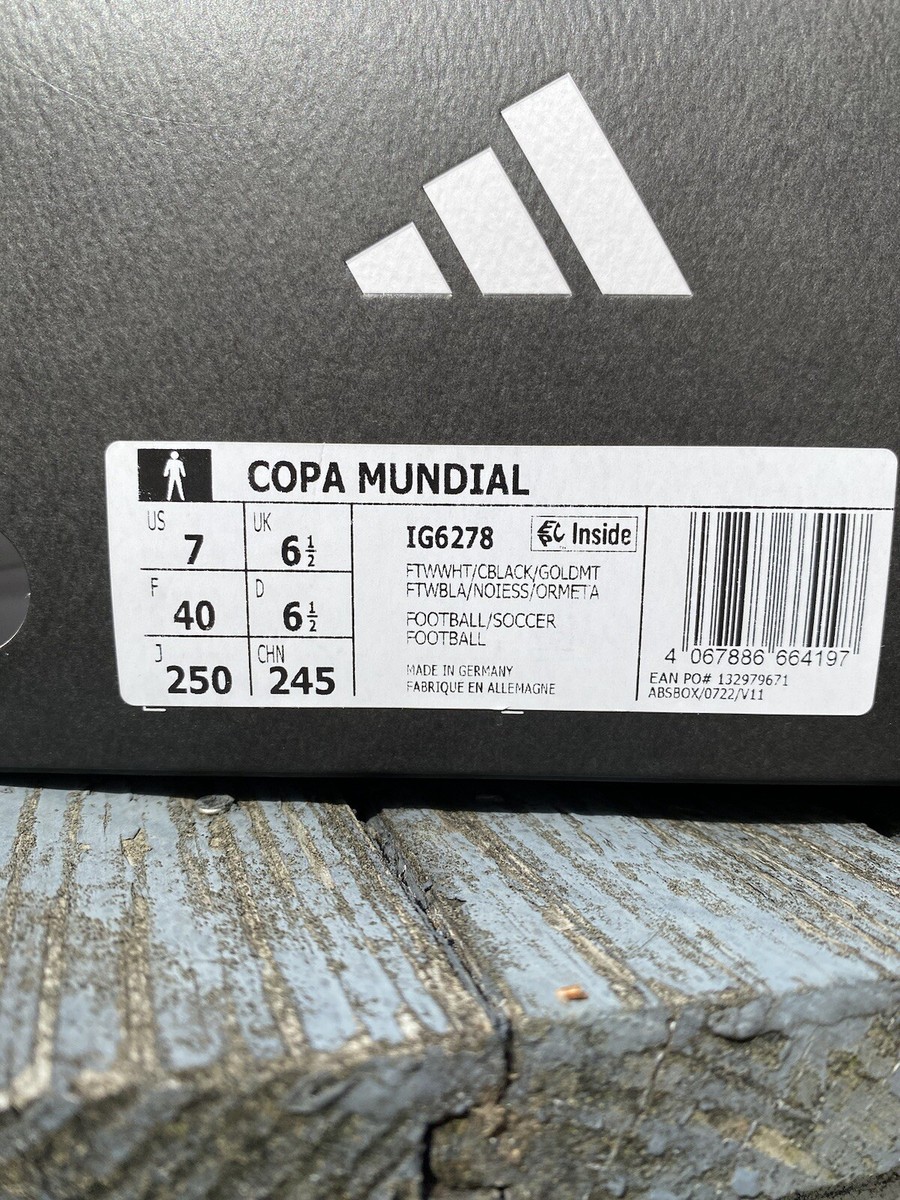 COPA MUNDIAL
US 7
UK 6½
F 40
D 6½
J 250
CHN 245
IG6278
Inside
FTWWHT/CBLACK/GOLDMT
FTWBLA/NOIESS/ORMETA
FOOTBALL/SOCCER
FOOTBALL
MADE IN GERMANY
FABRIQUE EN ALLEMAGNE
4 067886 664197
EAN PO# 132979671
ABSBOX/0722/V11